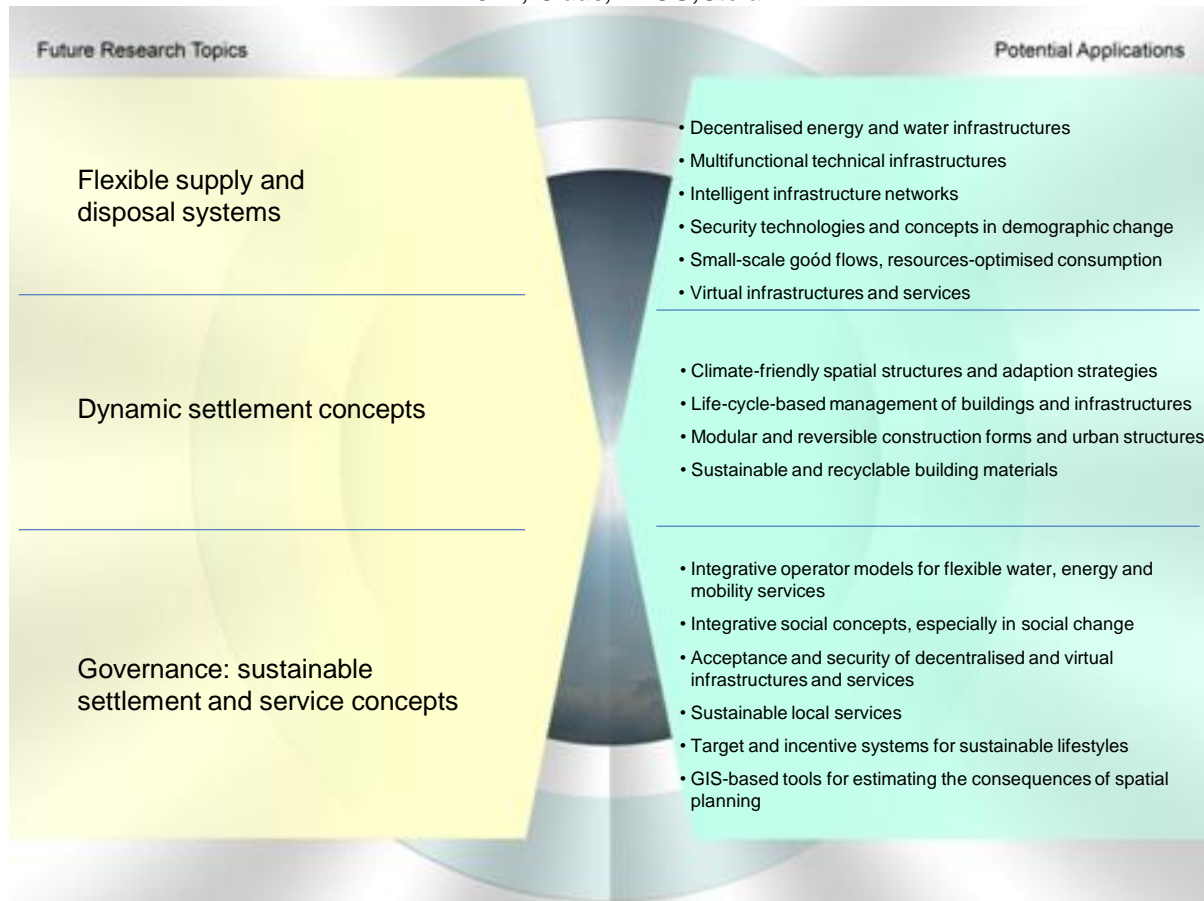 Future Research Topics
Potential Applications
Flexible supply and
disposal systems
• Decentralised energy and water infrastructures
• Multifunctional technical infrastructures
• Intelligent infrastructure networks
• Security technologies and concepts in demographic change
• Small-scale goód flows, resources-optimised consumption
• Virtual infrastructures and services
Dynamic settlement concepts
• Climate-friendly spatial structures and adaption strategies
• Life-cycle-based management of buildings and infrastructures
• Modular and reversible construction forms and urban structures
• Sustainable and recyclable building materials
Governance: sustainable
settlement and service concepts
• Integrative operator models for flexible water, energy and
mobility services
• Integrative social concepts, especially in social change
• Acceptance and security of decentralised and virtual
infrastructures and services
• Sustainable local services
• Target and incentive systems for sustainable lifestyles
• GIS-based tools for estimating the consequences of spatial
planning